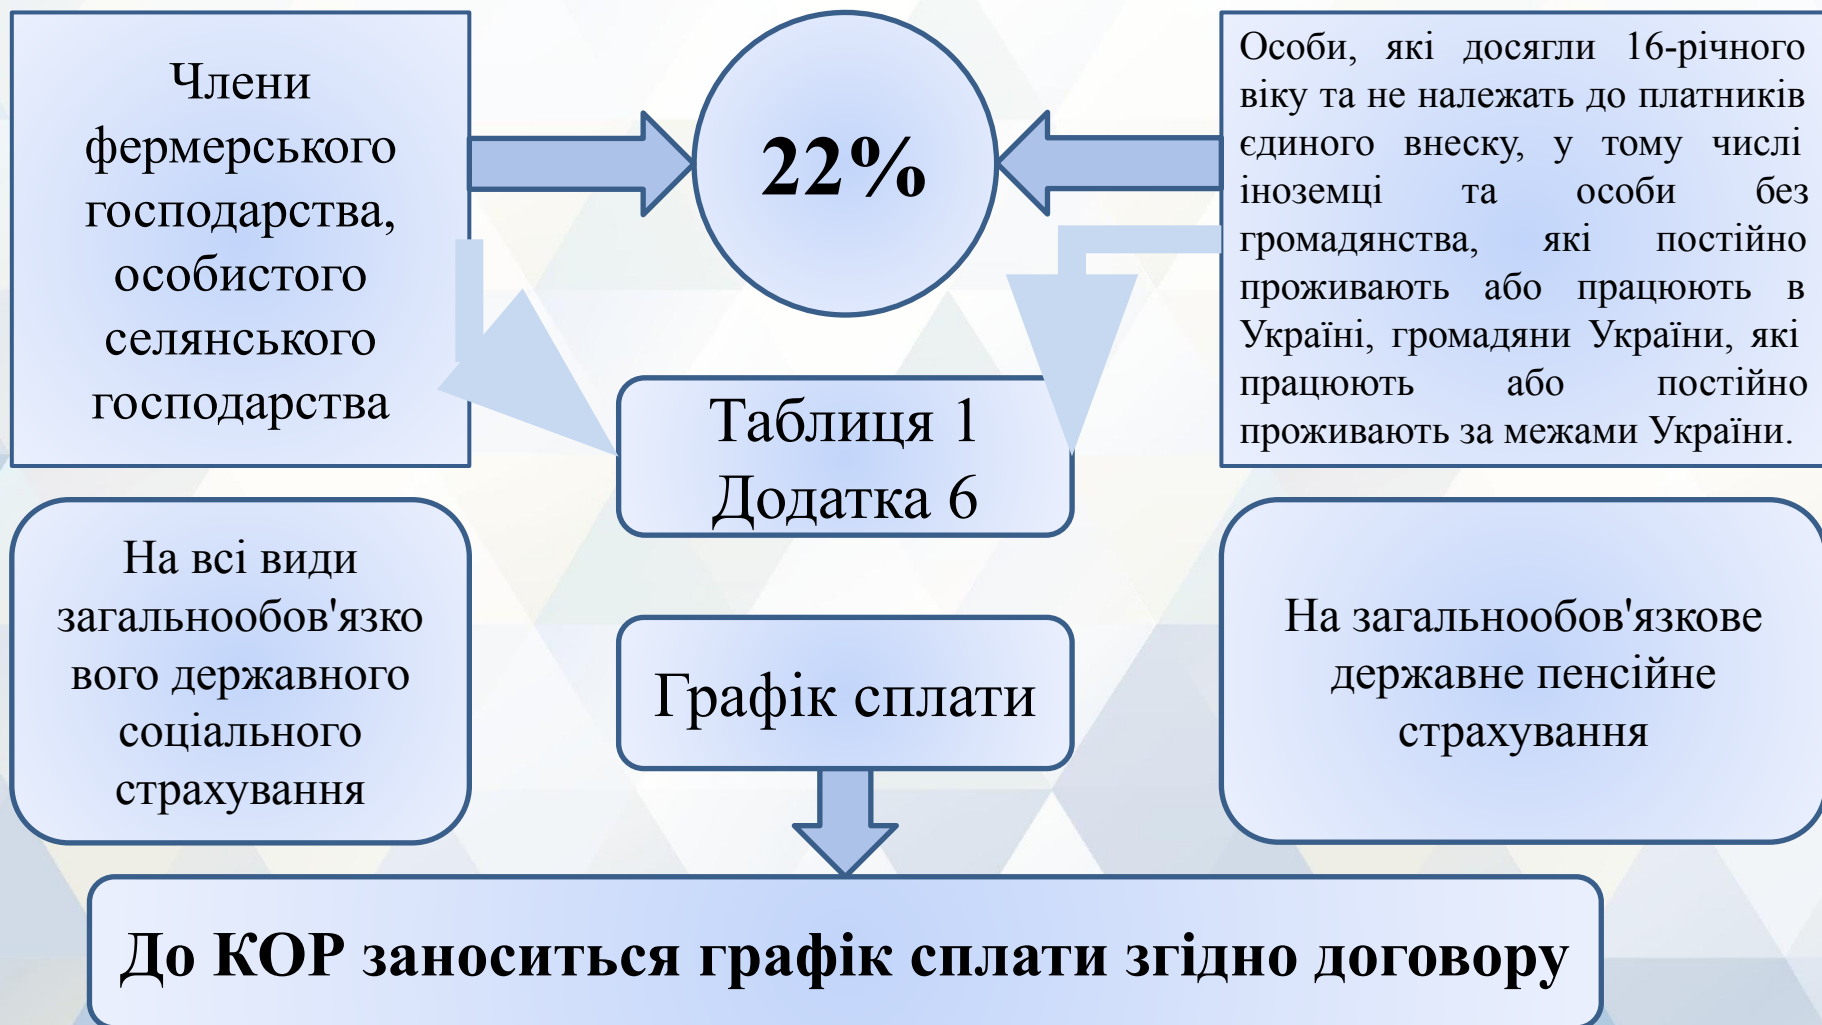 Члени
фермерського
господарства,
особистого
селянського
господарства
22%
Особи, які досягли 16-річного
віку та не належать до платників
єдиного внеску, у тому числі
іноземці та особи без
громадянства, які постійно
проживають або працюють в
Україні, громадяни України, які
працюють або постійно
проживають за межами України.
Таблиця 1
Додатка 6
На всі види
загальнообов'язко
вого державного
соціального
страхування
Графік сплати
На загальнообов'язкове
державне пенсійне
страхування
До КОР заноситься графік сплати згідно договору